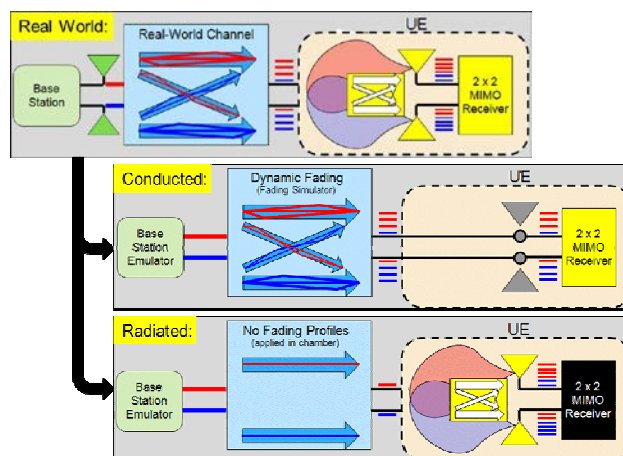 Real World:
Real-World Channel
UE
Base
Station
2 x 2
MIMO
Receiver
Conducted:
Dynamic Fading
(Fading Simulator)
UE
Base
Station
Emulator
2 x 2
MIMO
Receiver
Radiated:
No Fading Profiles
(applied in chamber)
UE
Base
Station
Emulator
2 x 2
MIMO
Receiver